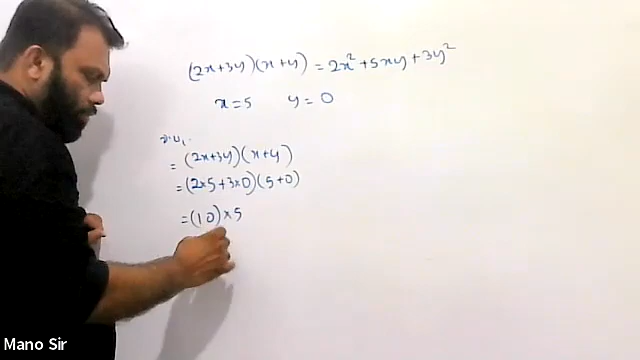 (2x+3y)(x+y) = 2x²+5xy+3y²
x=5 y=0
= (2x+3y)(x+y)
= (2×5+3×0)(5+0)
= (10)×5
Mano Sir